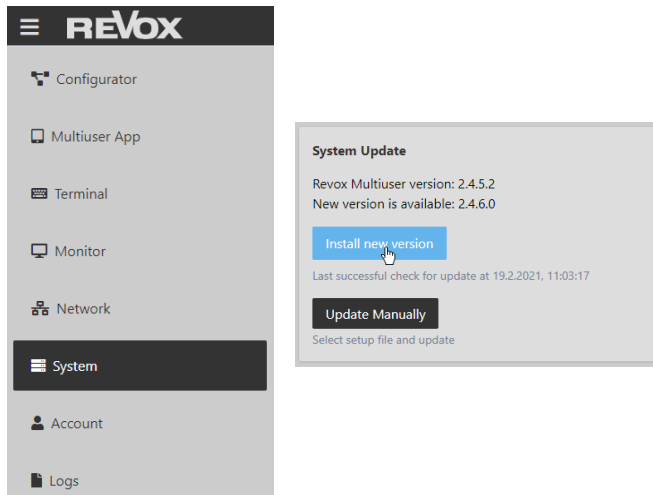 REVOX
Configurator
Multiuser App
Terminal
Monitor
Network
System
Account
Logs
System Update
Revox Multiuser version: 2.4.5.2
New version is available: 2.4.6.0
Install new version
Last successful check for update at 19.2.2021, 11:03:17
Update Manually
Select setup file and update